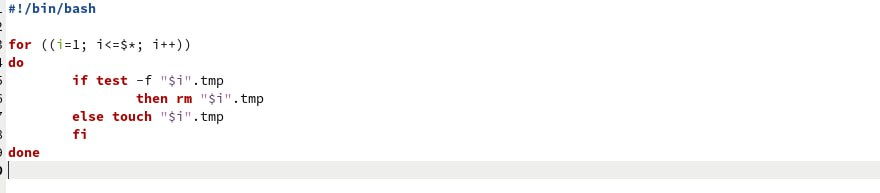 #!/bin/bash
for ((i=1; i<=$*; i++))
do
if test -f "$i".tmp
then rm "$i".tmp
else touch "$i".tmp
fi
done